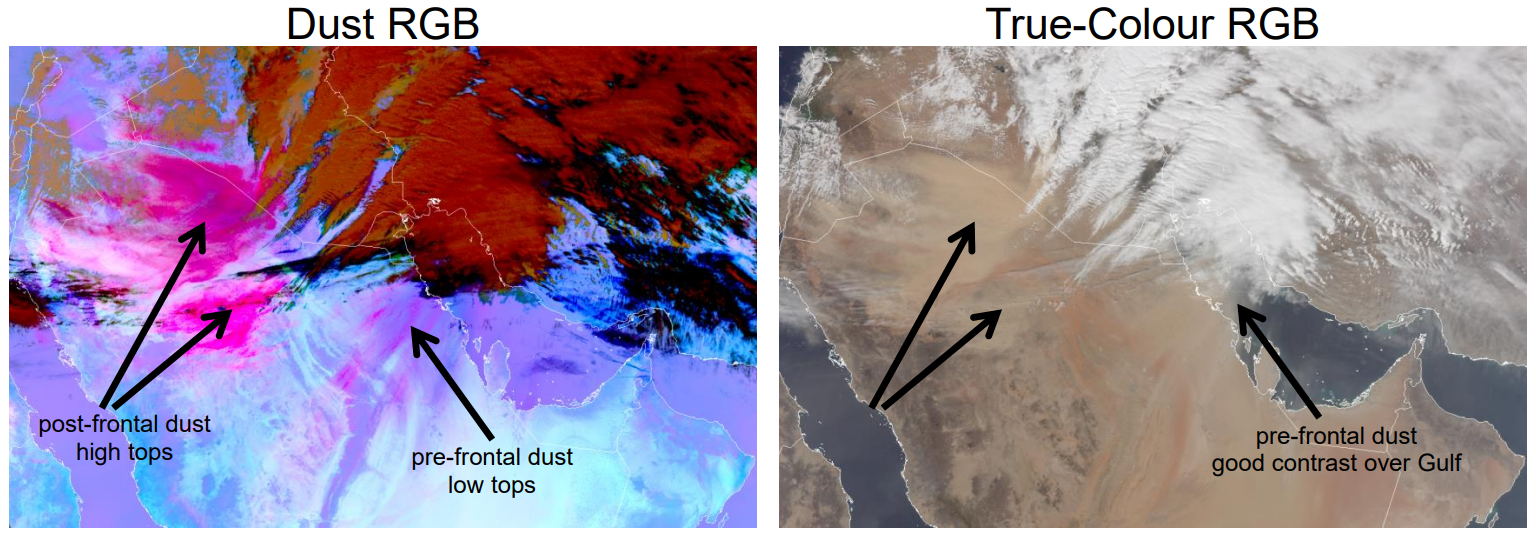 Dust RGB
True-Colour RGB
post-frontal dust
high tops
pre-frontal dust
low tops
pre-frontal dust
good contrast over Gulf